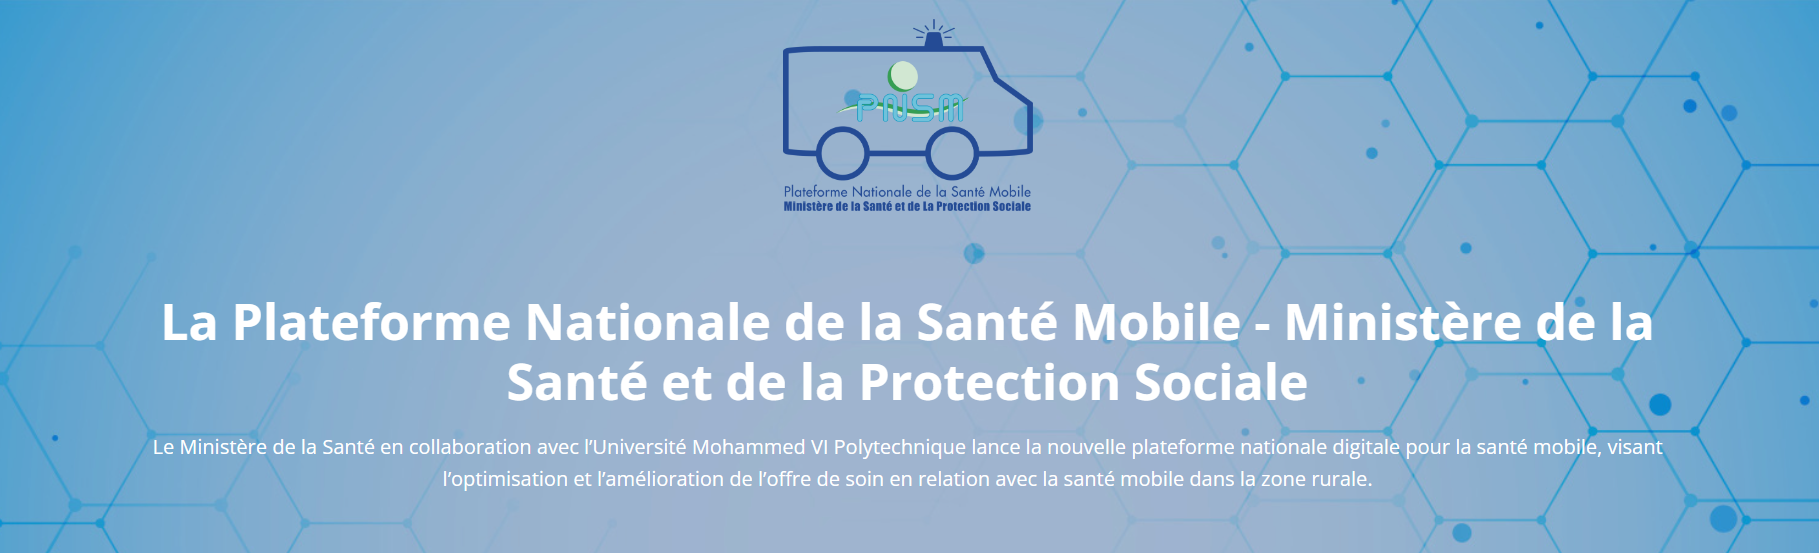 PNSM
Plateforme Nationale de la Santé Mobile
Ministère de la Santé et de La Protection Sociale
La Plateforme Nationale de la Santé Mobile - Ministère de la
Santé et de la Protection Sociale
Le Ministère de la Santé en collaboration avec l’Université Mohammed VI Polytechnique lance la nouvelle plateforme nationale digitale pour la santé mobile, visant
l’optimisation et l’amélioration de l’offre de soin en relation avec la santé mobile dans la zone rurale.